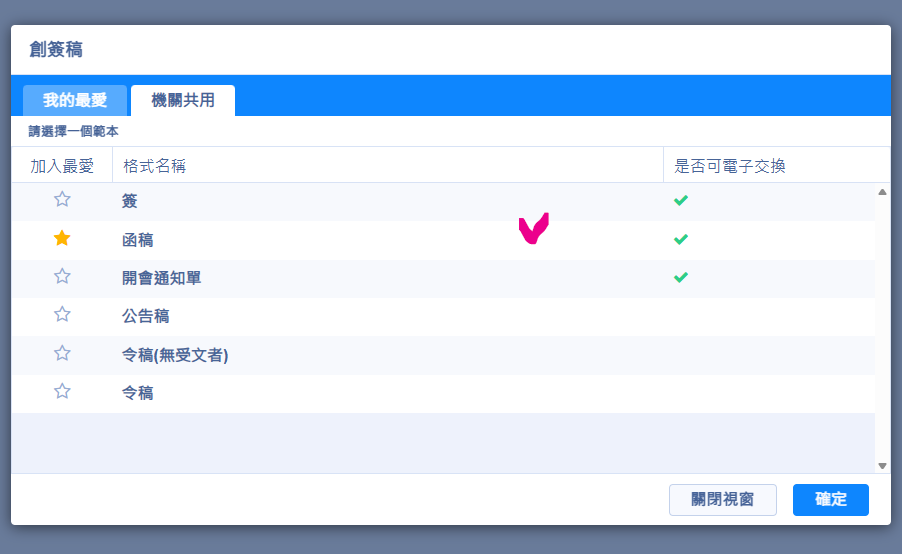 創簽稿
我的最愛 機關共用
請選擇一個範本
加入最愛 格式名稱 是否可電子交換
簽
函稿
開會通知單
公告稿
令稿(無受文者)
令稿
關閉視窗 確定